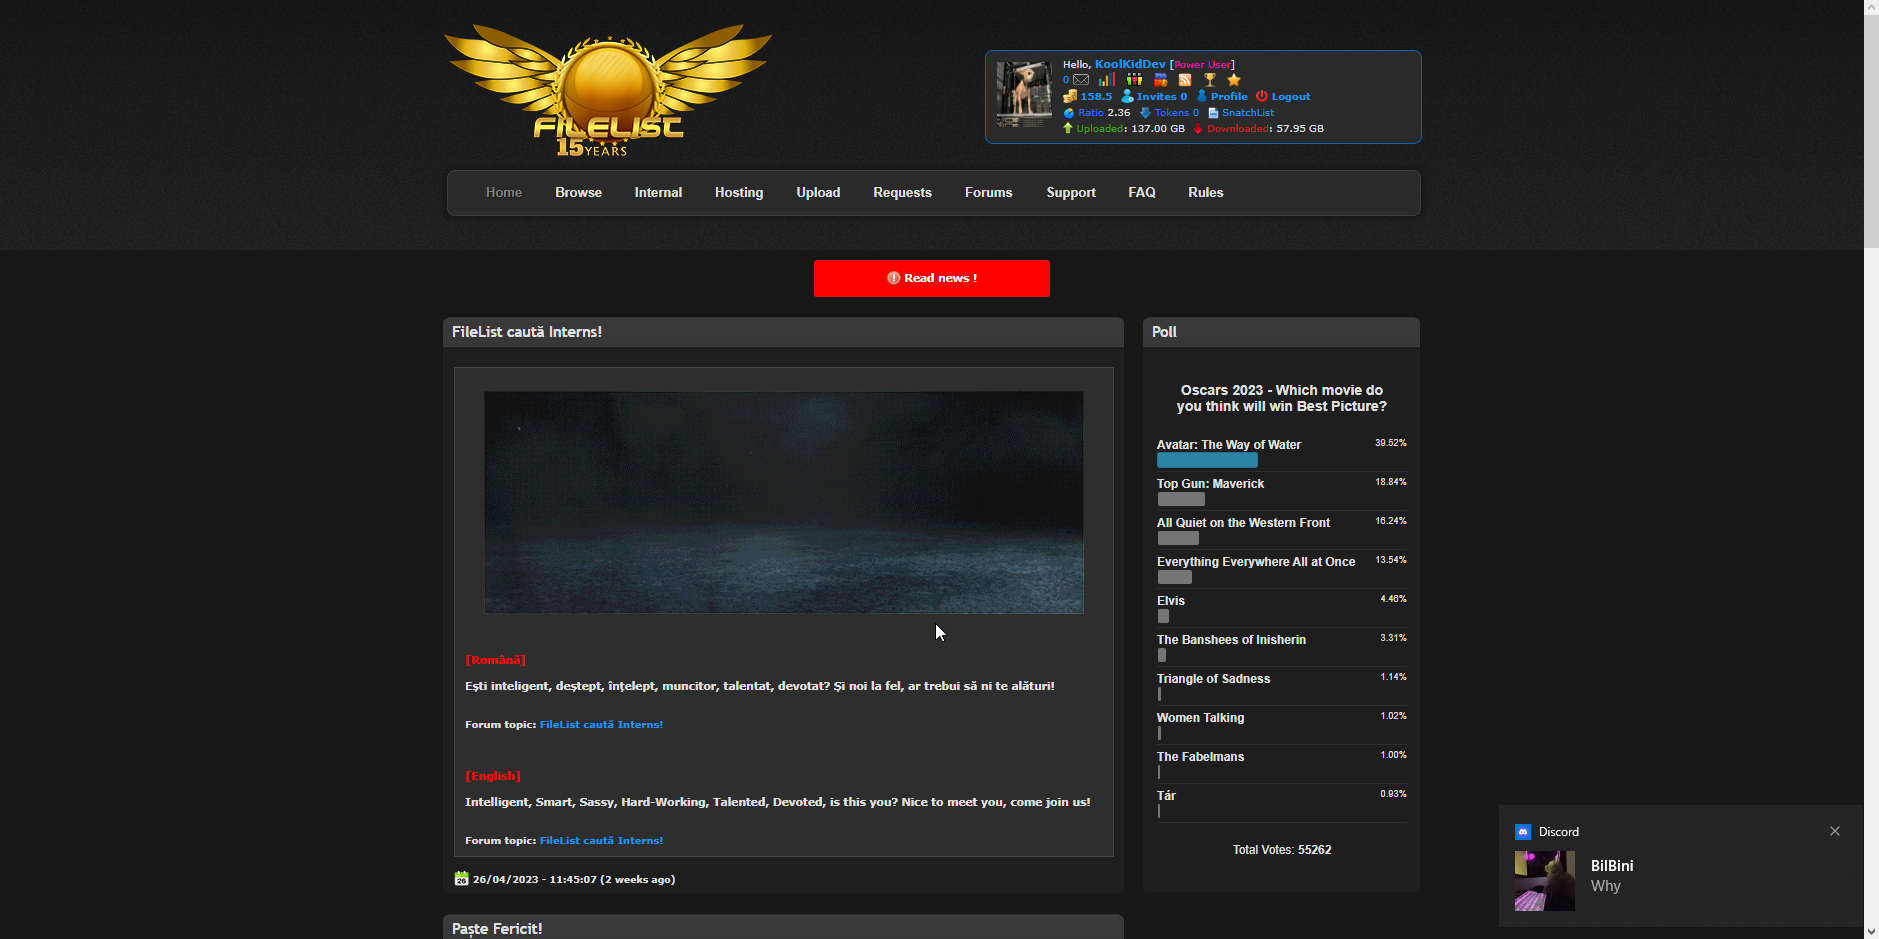 FILELIST
15 YEARS
Hello, KoolKidDev [Power User]
0
158.5 Invites 0 Profile Logout
Ratio 2.36 Tokens 0 SnatchList
Uploaded: 137.00 GB Downloaded: 57.95 GB
Home Browse Internal Hosting Upload Requests Forums Support FAQ Rules
Read news !
FileList caută Interns!
[Română]
Ești inteligent, deștept, înțelept, muncitor, talentat, devotat? Și noi la fel, ar trebui să ni te alături!
Forum topic: FileList caută Interns!
[English]
Intelligent, Smart, Sassy, Hard-Working, Talented, Devoted, is this you? Nice to meet you, come join us!
Forum topic: FileList caută Interns!
26/04/2023 - 11:45:07 (2 weeks ago)
Paște Fericit!
Poll
Oscars 2023 - Which movie do
you think will win Best Picture?
Avatar: The Way of Water 39.52%
Top Gun: Maverick 18.84%
All Quiet on the Western Front 16.24%
Everything Everywhere All at Once 13.54%
Elvis 4.46%
The Banshees of Inisherin 3.31%
Triangle of Sadness 1.14%
Women Talking 1.02%
The Fabelmans 1.00%
Tár 0.93%
Total Votes: 55262
Discord
BilBini
Why